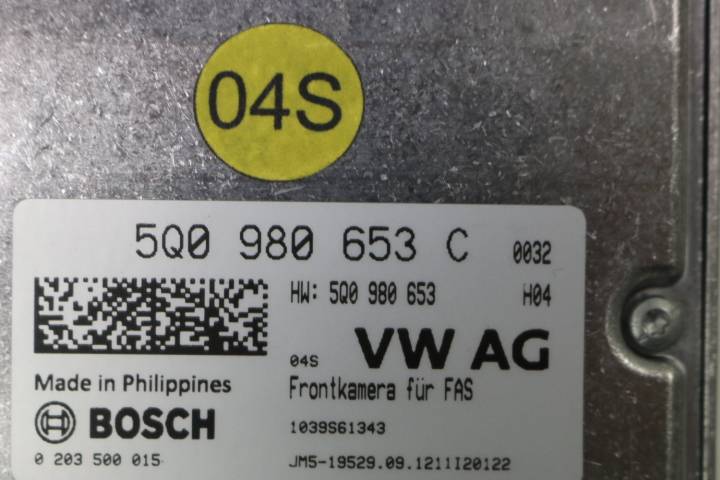 04S
5Q0 980 653 C 0032
HW: 5Q0 980 653 H04
04S VW AG
Made in Philippines
Frontkamera für FAS
BOSCH
1039S61343
0 203 500 015
JM5-19529.09.1211I20122